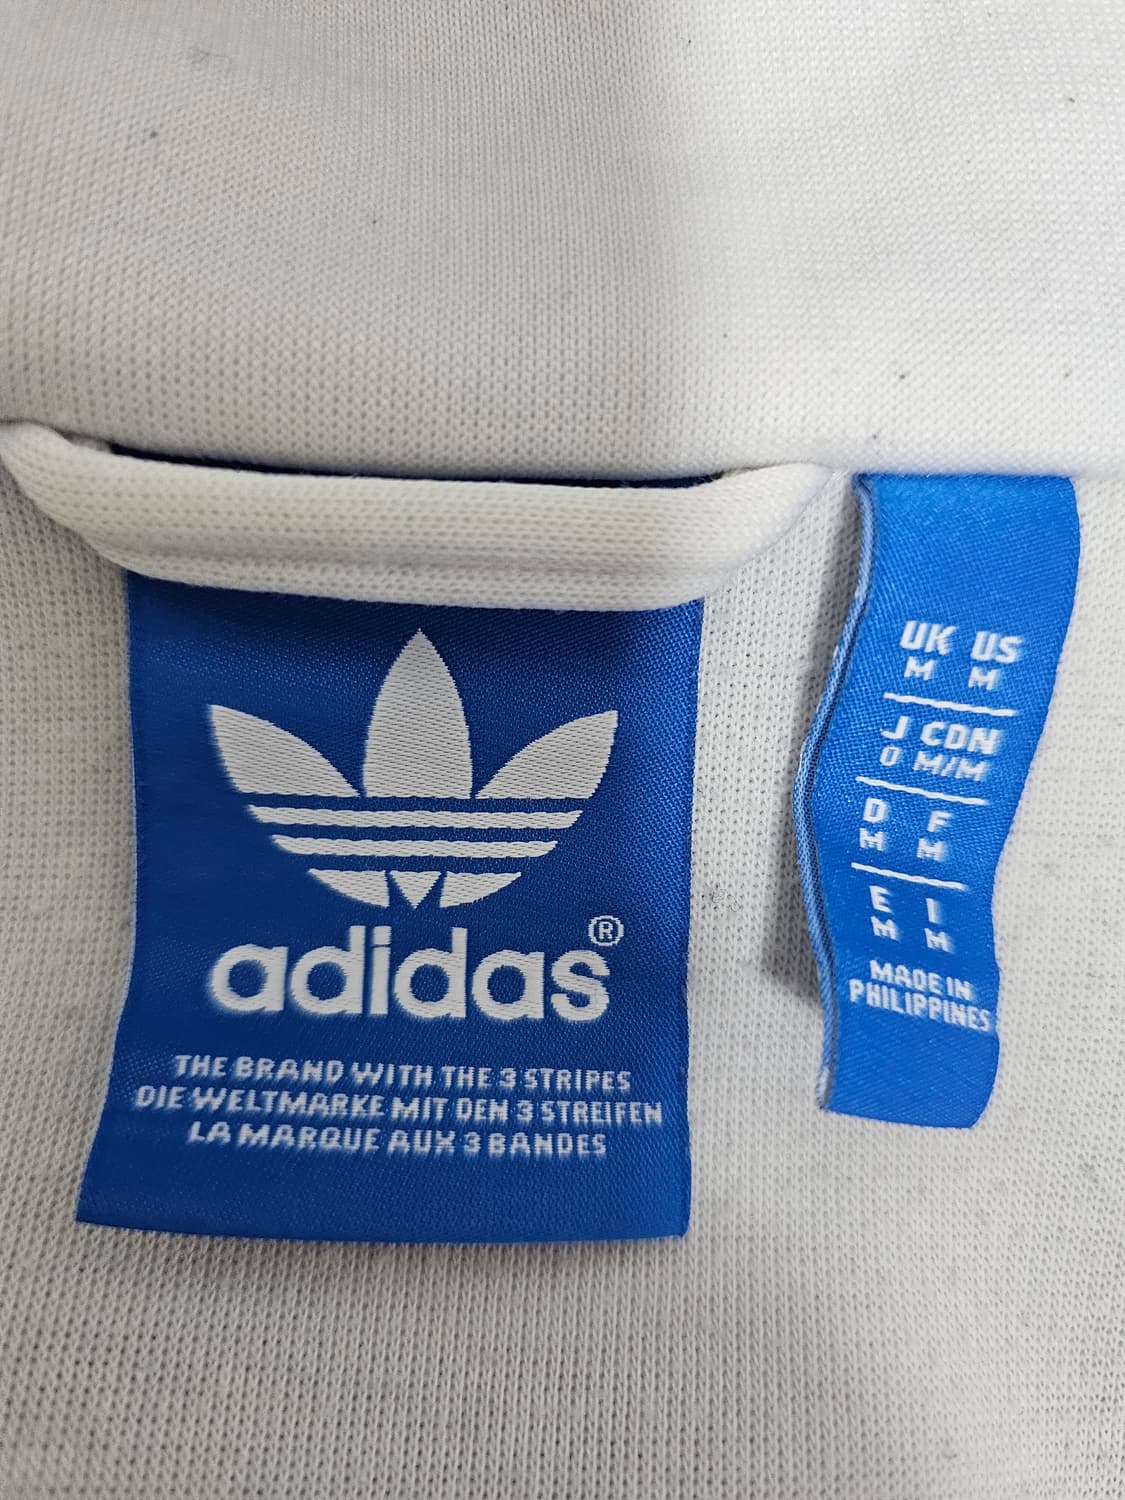 adidas®
THE BRAND WITH THE 3 STRIPES
DIE WELTMARKE MIT DEN 3 STREIFEN
LA MARQUE AUX 3 BANDES
UK US
M M
J CDN
O M/M
D F
M M
E I
M M
MADE IN
PHILIPPINES